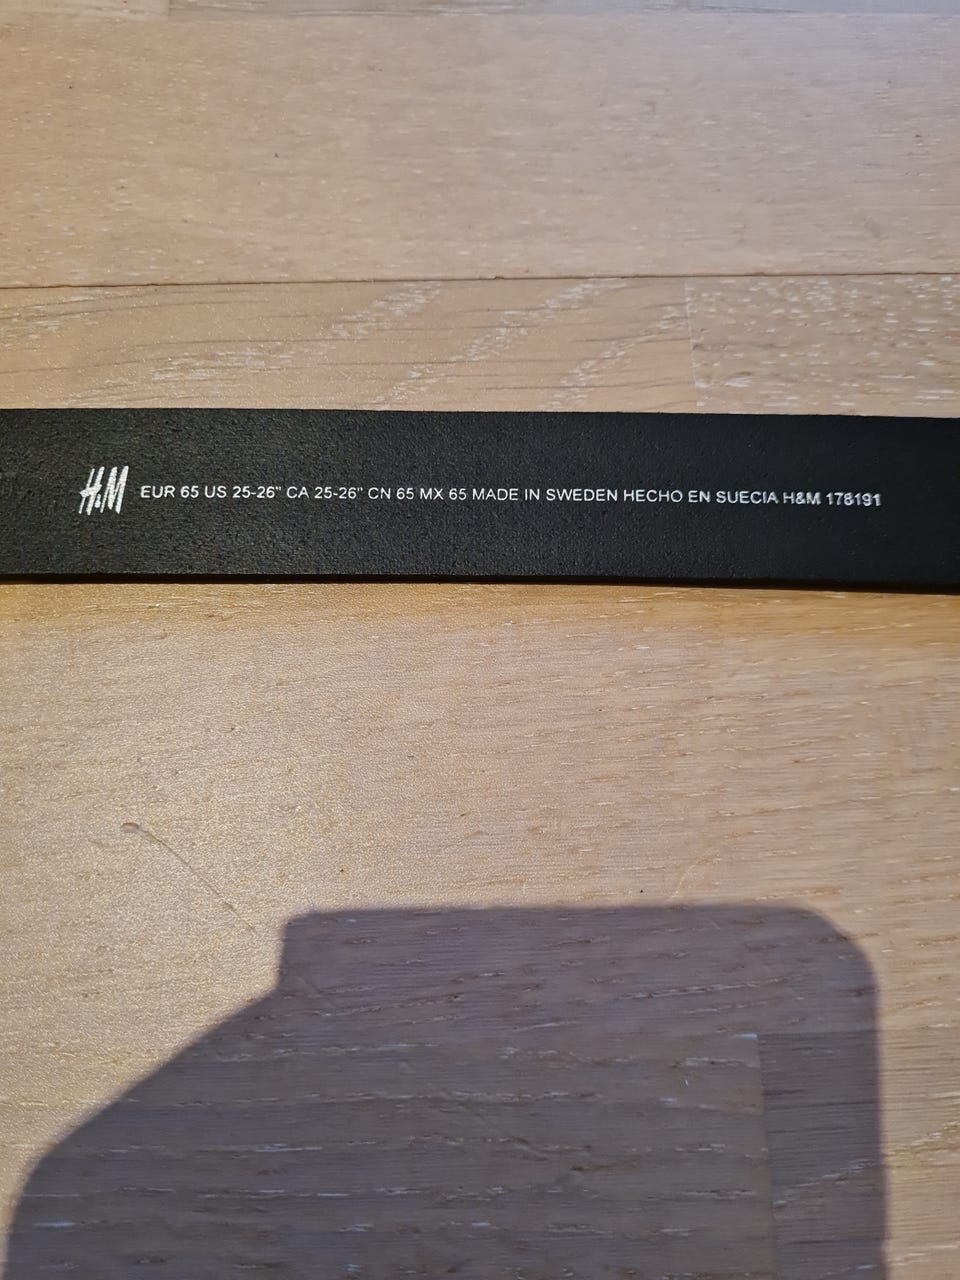 H&M EUR 65 US 25-26" CA 25-26" CN 65 MX 65 MADE IN SWEDEN HECHO EN SUECIA H&M 178191